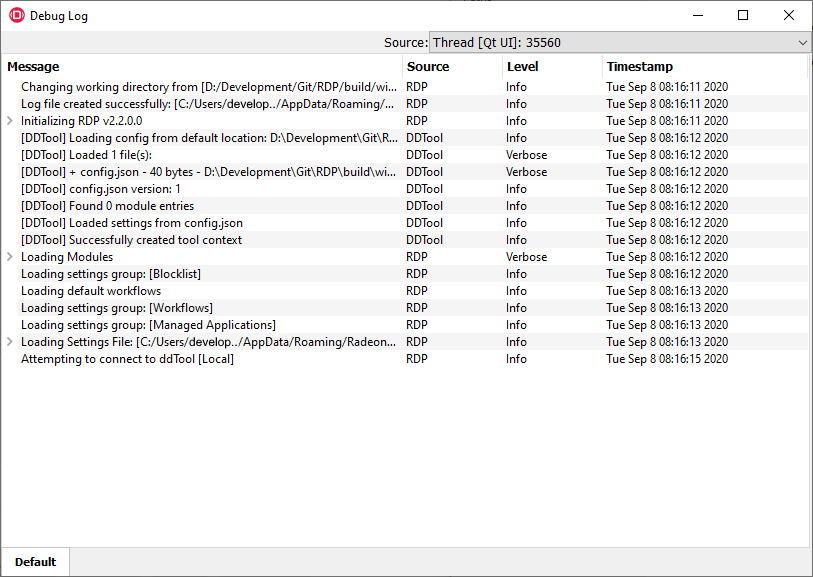 Debug Log
Source: Thread [Qt UI]: 35560
Message Source Level Timestamp
Changing working directory from [D:/Development/Git/RDP/build/wi... RDP Info Tue Sep 8 08:16:11 2020
Log file created successfully: [C:/Users/develop../AppData/Roaming/... RDP Info Tue Sep 8 08:16:11 2020
Initializing RDP v2.2.0.0 RDP Info Tue Sep 8 08:16:11 2020
[DDTool] Loading config from default location: D:\Development\Git\R... DDTool Info Tue Sep 8 08:16:12 2020
[DDTool] Loaded 1 file(s): DDTool Verbose Tue Sep 8 08:16:12 2020
[DDTool] + config.json - 40 bytes - D:\Development\Git\RDP\build\wi... DDTool Verbose Tue Sep 8 08:16:12 2020
[DDTool] config.json version: 1 DDTool Info Tue Sep 8 08:16:12 2020
[DDTool] Found 0 module entries DDTool Info Tue Sep 8 08:16:12 2020
[DDTool] Loaded settings from config.json DDTool Info Tue Sep 8 08:16:12 2020
[DDTool] Successfully created tool context DDTool Info Tue Sep 8 08:16:12 2020
Loading Modules RDP Verbose Tue Sep 8 08:16:12 2020
Loading settings group: [Blocklist] RDP Info Tue Sep 8 08:16:12 2020
Loading default workflows RDP Info Tue Sep 8 08:16:13 2020
Loading settings group: [Workflows] RDP Info Tue Sep 8 08:16:13 2020
Loading settings group: [Managed Applications] RDP Info Tue Sep 8 08:16:13 2020
Loading Settings File: [C:/Users/develop../AppData/Roaming/Radeon... RDP Info Tue Sep 8 08:16:13 2020
Attempting to connect to ddTool [Local] RDP Info Tue Sep 8 08:16:15 2020
Default